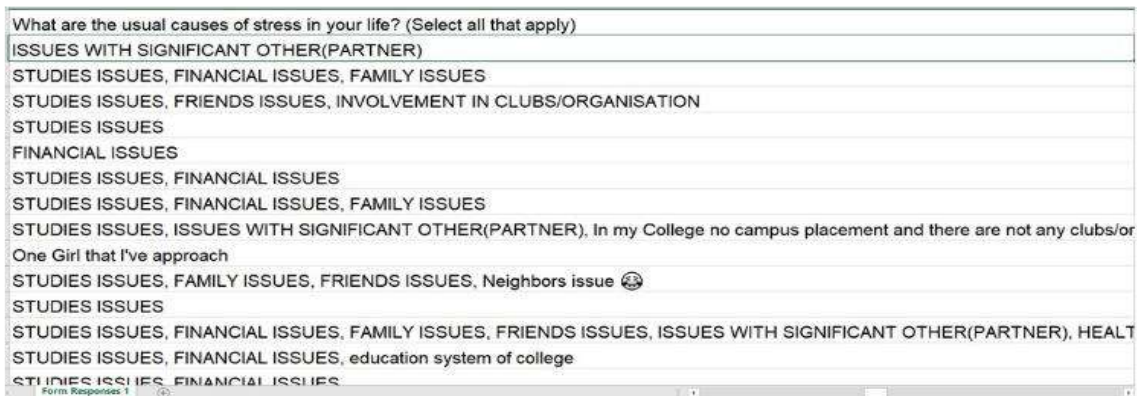 What are the usual causes of stress in your life? (Select all that apply)
ISSUES WITH SIGNIFICANT OTHER(PARTNER)
STUDIES ISSUES, FINANCIAL ISSUES, FAMILY ISSUES
STUDIES ISSUES, FRIENDS ISSUES, INVOLVEMENT IN CLUBS/ORGANISATION
STUDIES ISSUES
FINANCIAL ISSUES
STUDIES ISSUES, FINANCIAL ISSUES
STUDIES ISSUES, FINANCIAL ISSUES, FAMILY ISSUES
STUDIES ISSUES, ISSUES WITH SIGNIFICANT OTHER(PARTNER), In my College no campus placement and there are not any clubs/or
One Girl that I've approach
STUDIES ISSUES, FAMILY ISSUES, FRIENDS ISSUES, Neighbors issue 😂
STUDIES ISSUES
STUDIES ISSUES, FINANCIAL ISSUES, FAMILY ISSUES, FRIENDS ISSUES, ISSUES WITH SIGNIFICANT OTHER(PARTNER), HEALT
STUDIES ISSUES, FINANCIAL ISSUES, education system of college
STUDIES ISSUES, FINANCIAL ISSUES
Form Responses 1